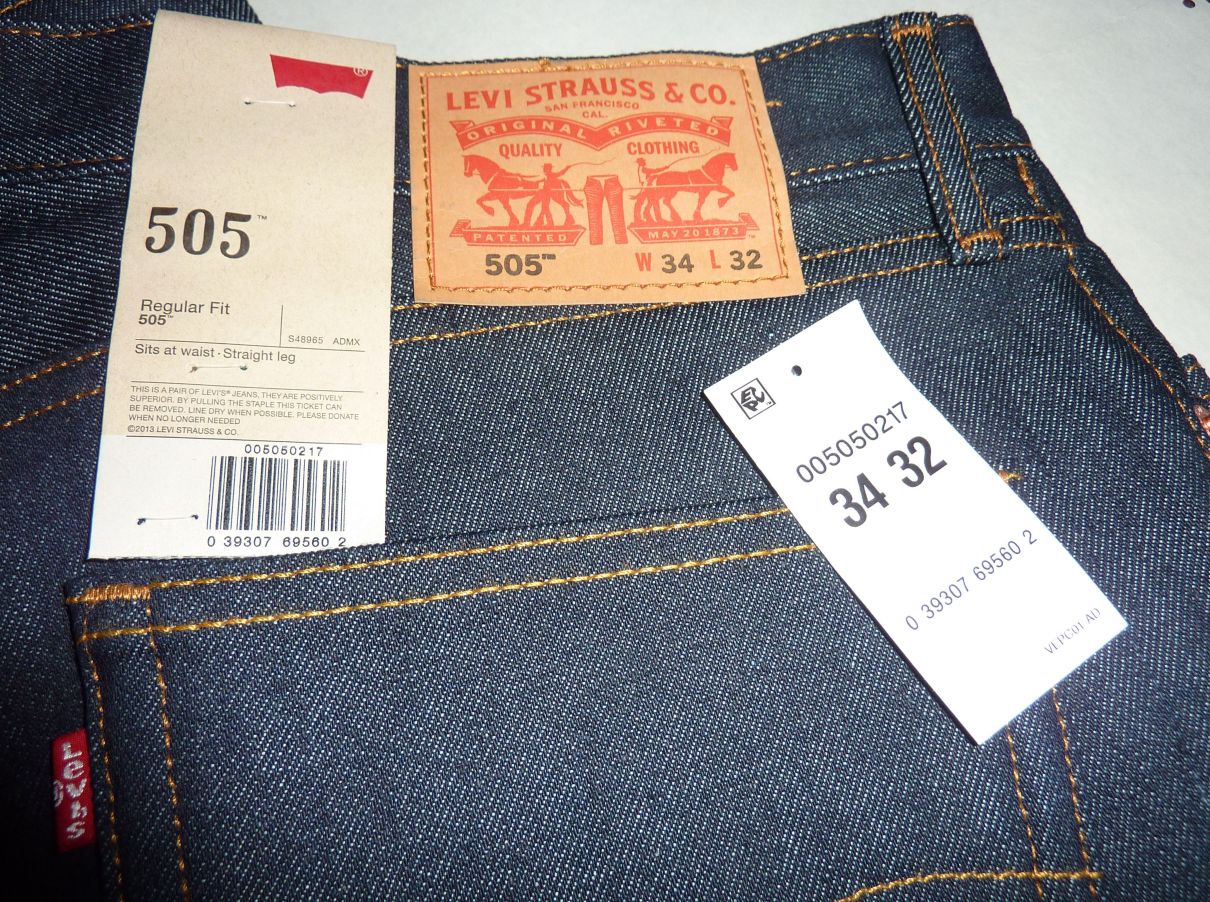 ®
505™
Regular Fit
505™
S48965 ADMX
Sits at waist · Straight leg
THIS IS A PAIR OF LEVI'S® JEANS, THEY ARE POSITIVELY
SUPERIOR. BY PULLING THE STAPLE THIS TICKET CAN
BE REMOVED. LINE DRY WHEN POSSIBLE. PLEASE DONATE
WHEN NO LONGER NEEDED
©2013 LEVI STRAUSS & CO.
005050217
0 39307 69560 2
LEVI STRAUSS & CO.
SAN FRANCISCO
CAL.
ORIGINAL RIVETED
QUALITY CLOTHING
PATENTED MAY 20 1873™
505™ W 34 L 32
005050217
34 32
0 39307 69560 2
Levi's
®